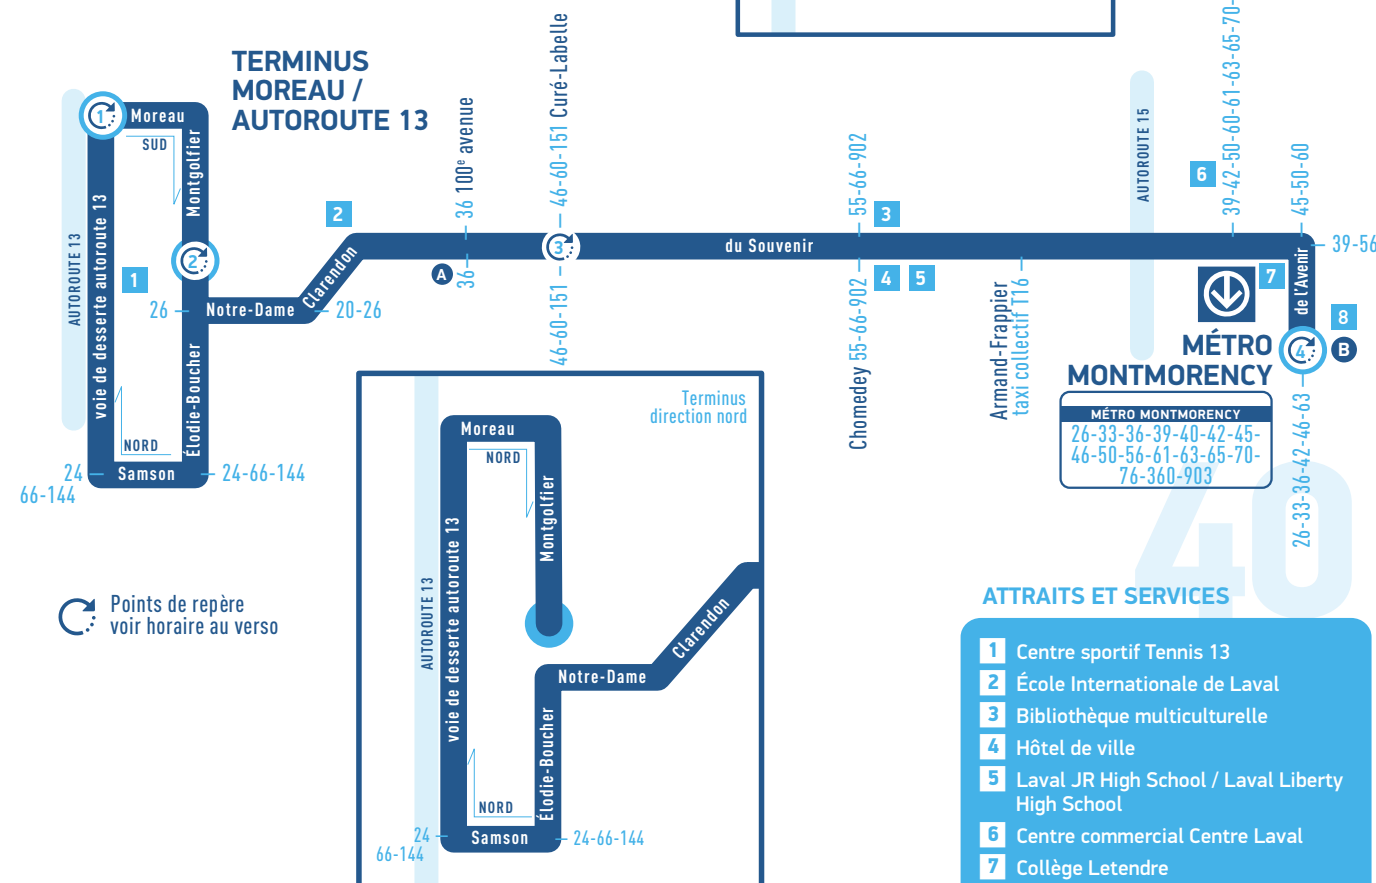 TERMINUS
MOREAU /
AUTOROUTE 13
1
Moreau
SUD
Montgolfier
voie de desserte autoroute 13
AUTOROUTE 13
1
2
26
Notre-Dame
Clarendon
20-26
Élodie-Boucher
NORD
24
66-144
Samson
24-66-144
2
36 100e avenue
A
36
46-60-151 Curé-Labelle
3
46-60-151
du Souvenir
55-66-902
3
4
5
Chomedey 55-66-902
Armand-Frappier
taxi collectif T16
AUTOROUTE 15
6
39-42-50-60-61-63-65-70-
45-50-60
39-56
7
de l'Avenir
8
4
B
MÉTRO
MONTMORENCY
MÉTRO MONTMORENCY
26-33-36-39-40-42-45-
46-50-56-61-63-65-70-
76-360-903
26-33-36-42-46-63
40
Terminus
direction nord
Moreau
NORD
Montgolfier
voie de desserte autoroute 13
AUTOROUTE 13
Clarendon
Notre-Dame
Élodie-Boucher
NORD
24
66-144
Samson
24-66-144
Points de repère
voir horaire au verso
ATTRAITS ET SERVICES
1 Centre sportif Tennis 13
2 École Internationale de Laval
3 Bibliothèque multiculturelle
4 Hôtel de ville
5 Laval JR High School / Laval Liberty
High School
6 Centre commercial Centre Laval
7 Collège Letendre